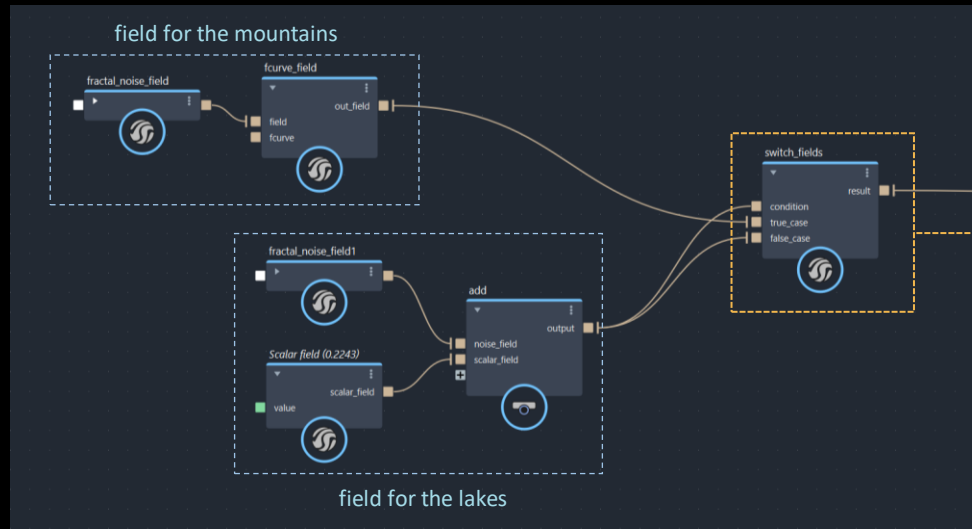 field for the mountains
fractal_noise_field
fcurve_field
out_field
field
fcurve
switch_fields
result
condition
true_case
false_case
fractal_noise_field1
add
output
noise_field
scalar_field
Scalar field (0.2243)
scalar_field
value
field for the lakes